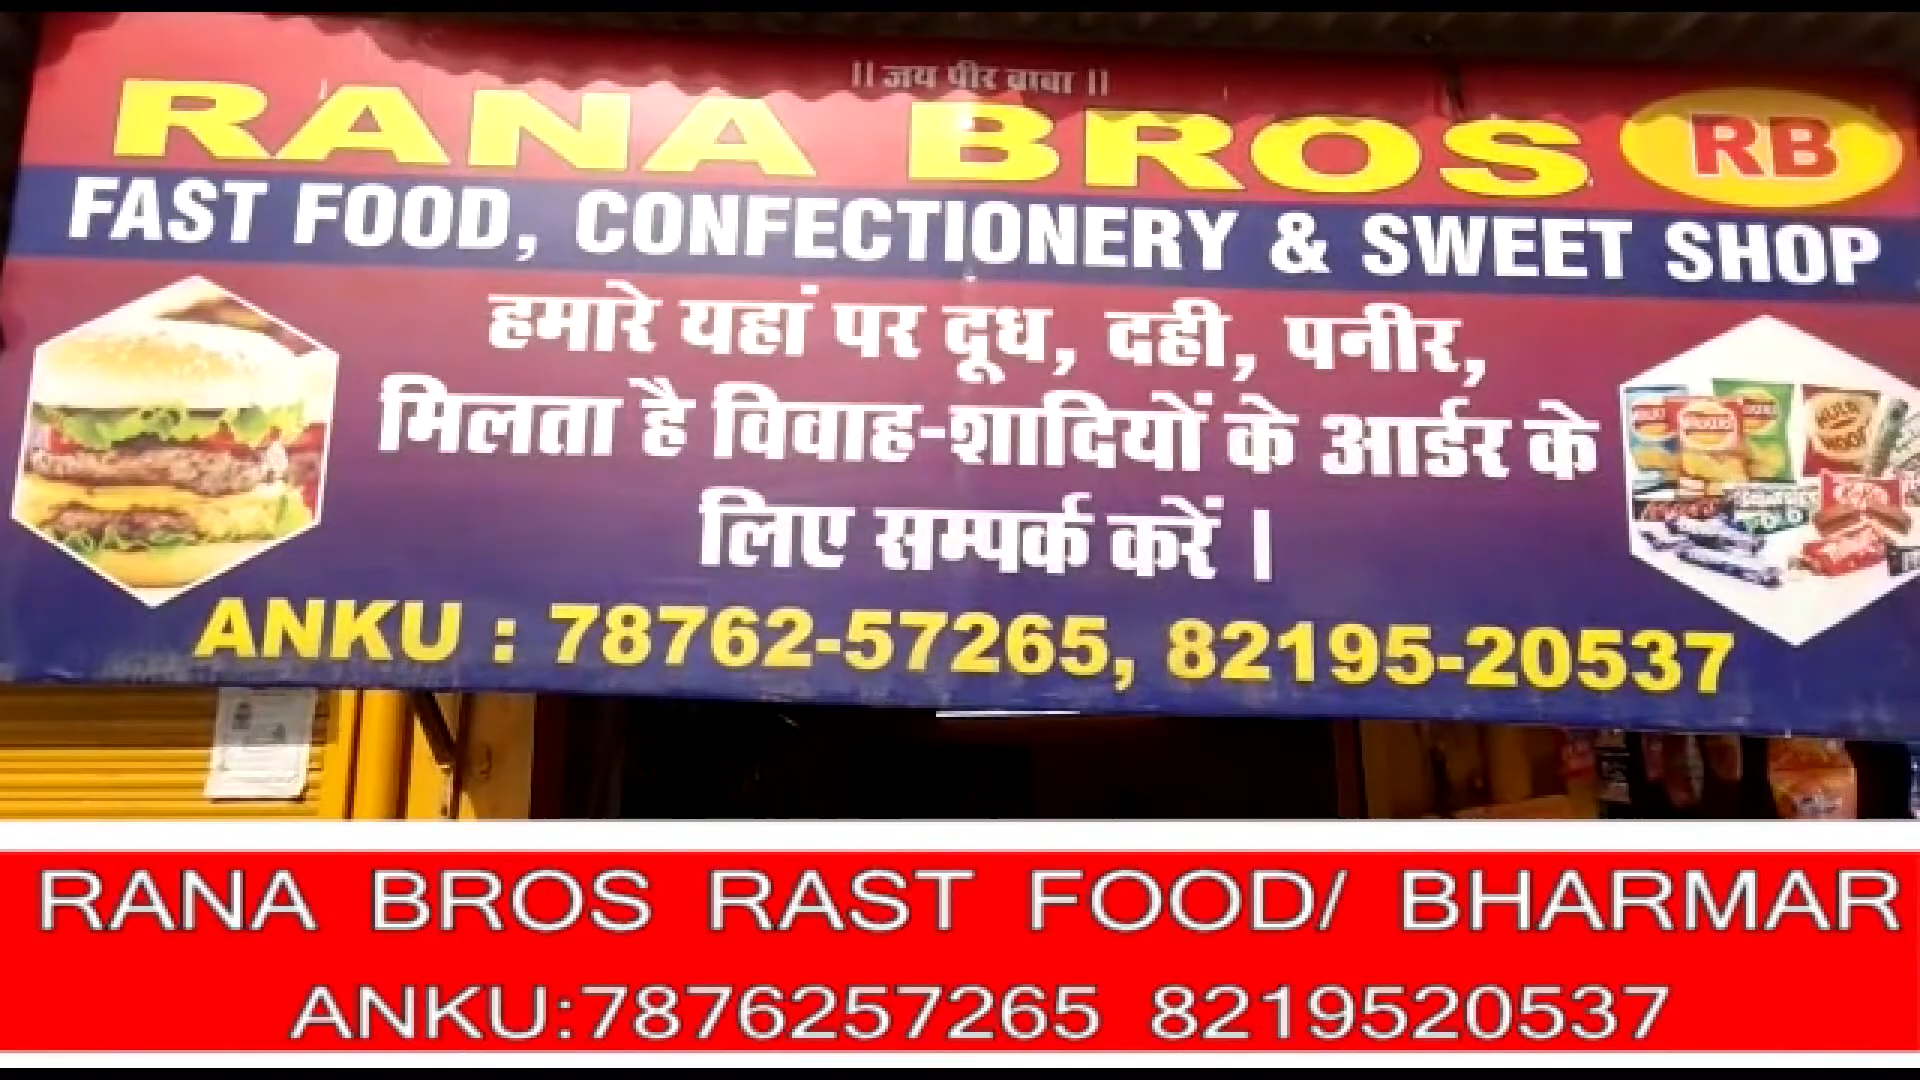 || जय पीर बाबा ||
RANA BROS RB
FAST FOOD, CONFECTIONERY & SWEET SHOP
हमारे यहां पर दूध, दही, पनीर,
मिलता है विवाह-शादियों के आर्डर के
लिए सम्पर्क करें ।
ANKU : 78762-57265, 82195-20537
RANA BROS RAST FOOD/ BHARMAR
ANKU:7876257265 8219520537